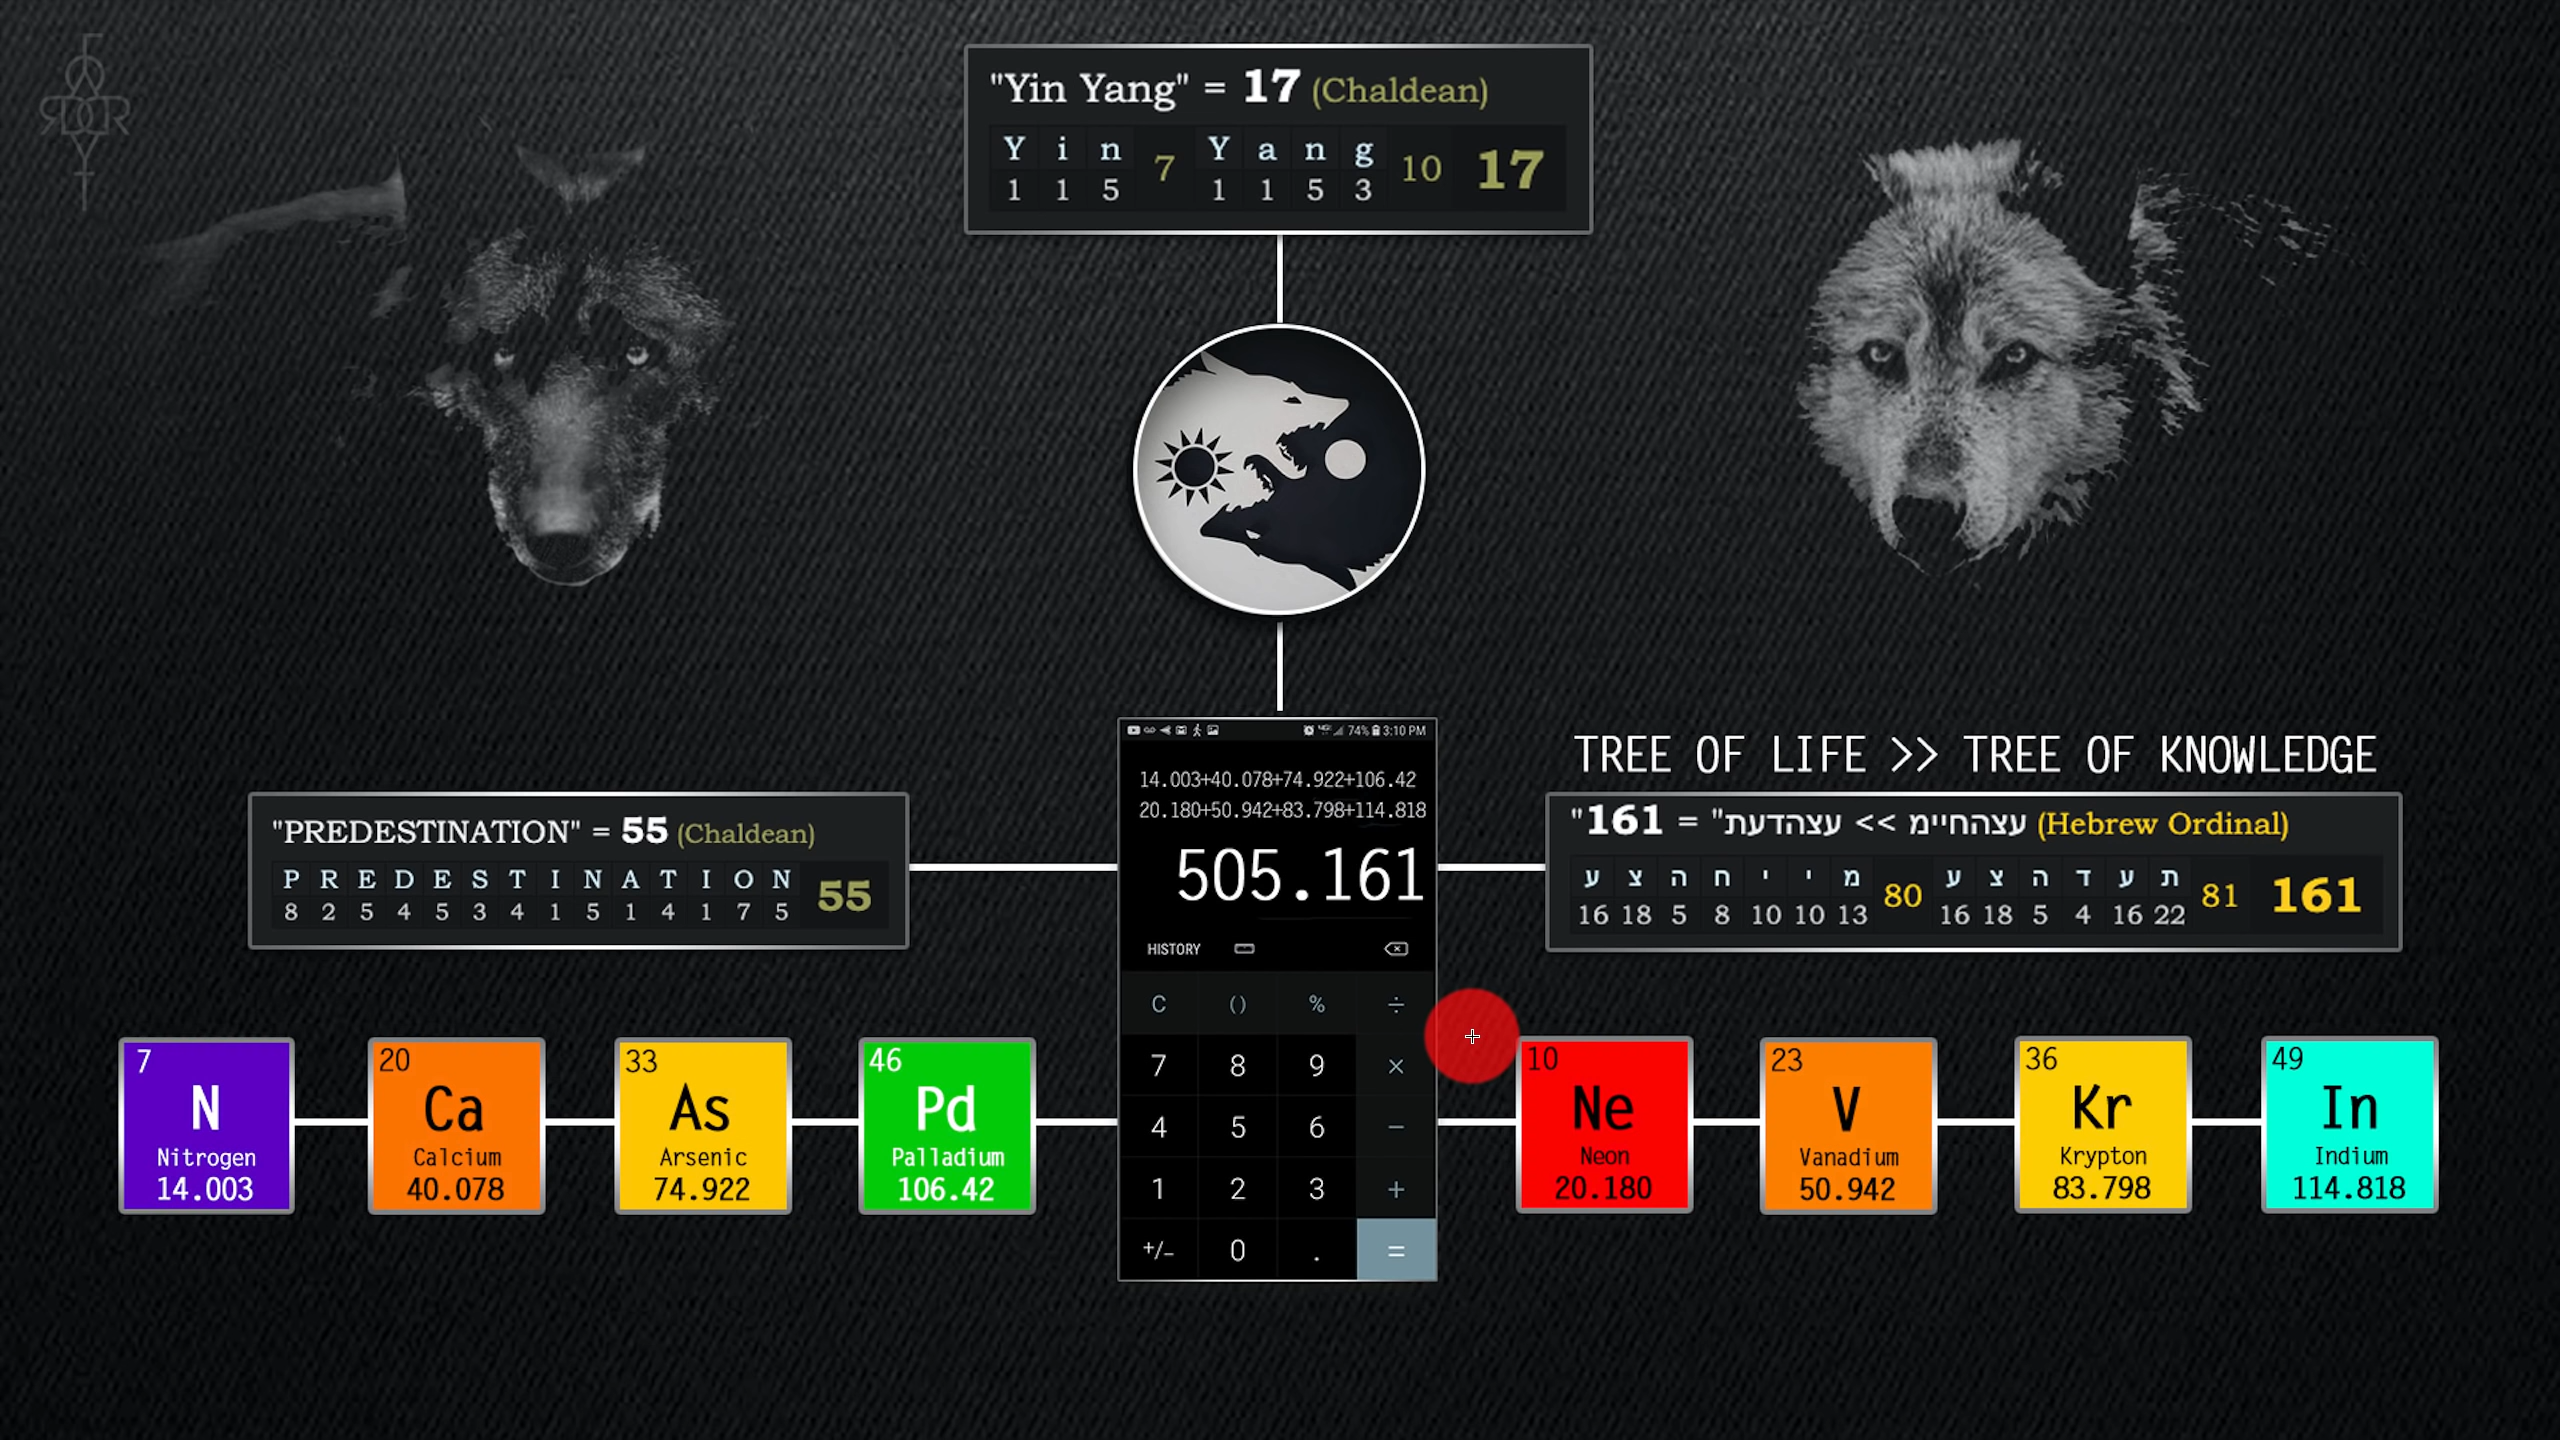 "Yin Yang" = 17 (Chaldean)
Y i n 7 Y a n g 10 17
1 1 5 1 1 5 3
74% 3:10 PM
14.003+40.078+74.922+106.42
20.180+50.942+83.798+114.818
505.161
HISTORY
C () % ÷
7 8 9 ×
4 5 6 −
1 2 3 +
+/− 0 . =
"PREDESTINATION" = 55 (Chaldean)
P R E D E S T I N A T I O N 55
8 2 5 4 5 3 4 1 5 1 4 1 7 5
TREE OF LIFE >> TREE OF KNOWLEDGE
"161 = "עצהחיימ >> עצהדעת (Hebrew Ordinal)
ע צ ה ח י י מ 80 ע צ ה ד ע ת 81 161
16 18 5 8 10 10 13 16 18 5 4 16 22
7
N
Nitrogen
14.003
20
Ca
Calcium
40.078
33
As
Arsenic
74.922
46
Pd
Palladium
106.42
10
Ne
Neon
20.180
23
V
Vanadium
50.942
36
Kr
Krypton
83.798
49
In
Indium
114.818